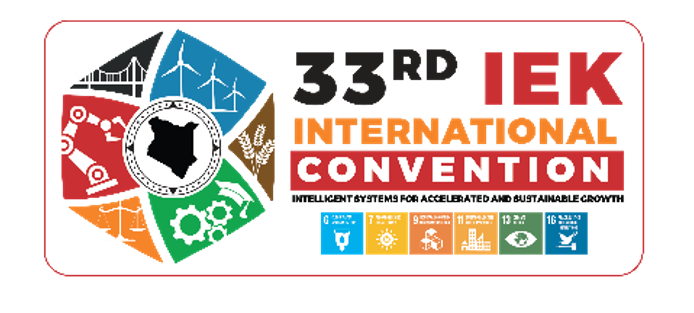 33RD IEK
INTERNATIONAL
CONVENTION
INTELLIGENT SYSTEMS FOR ACCELERATED AND SUSTAINABLE GROWTH
6 7 9 11 13 16